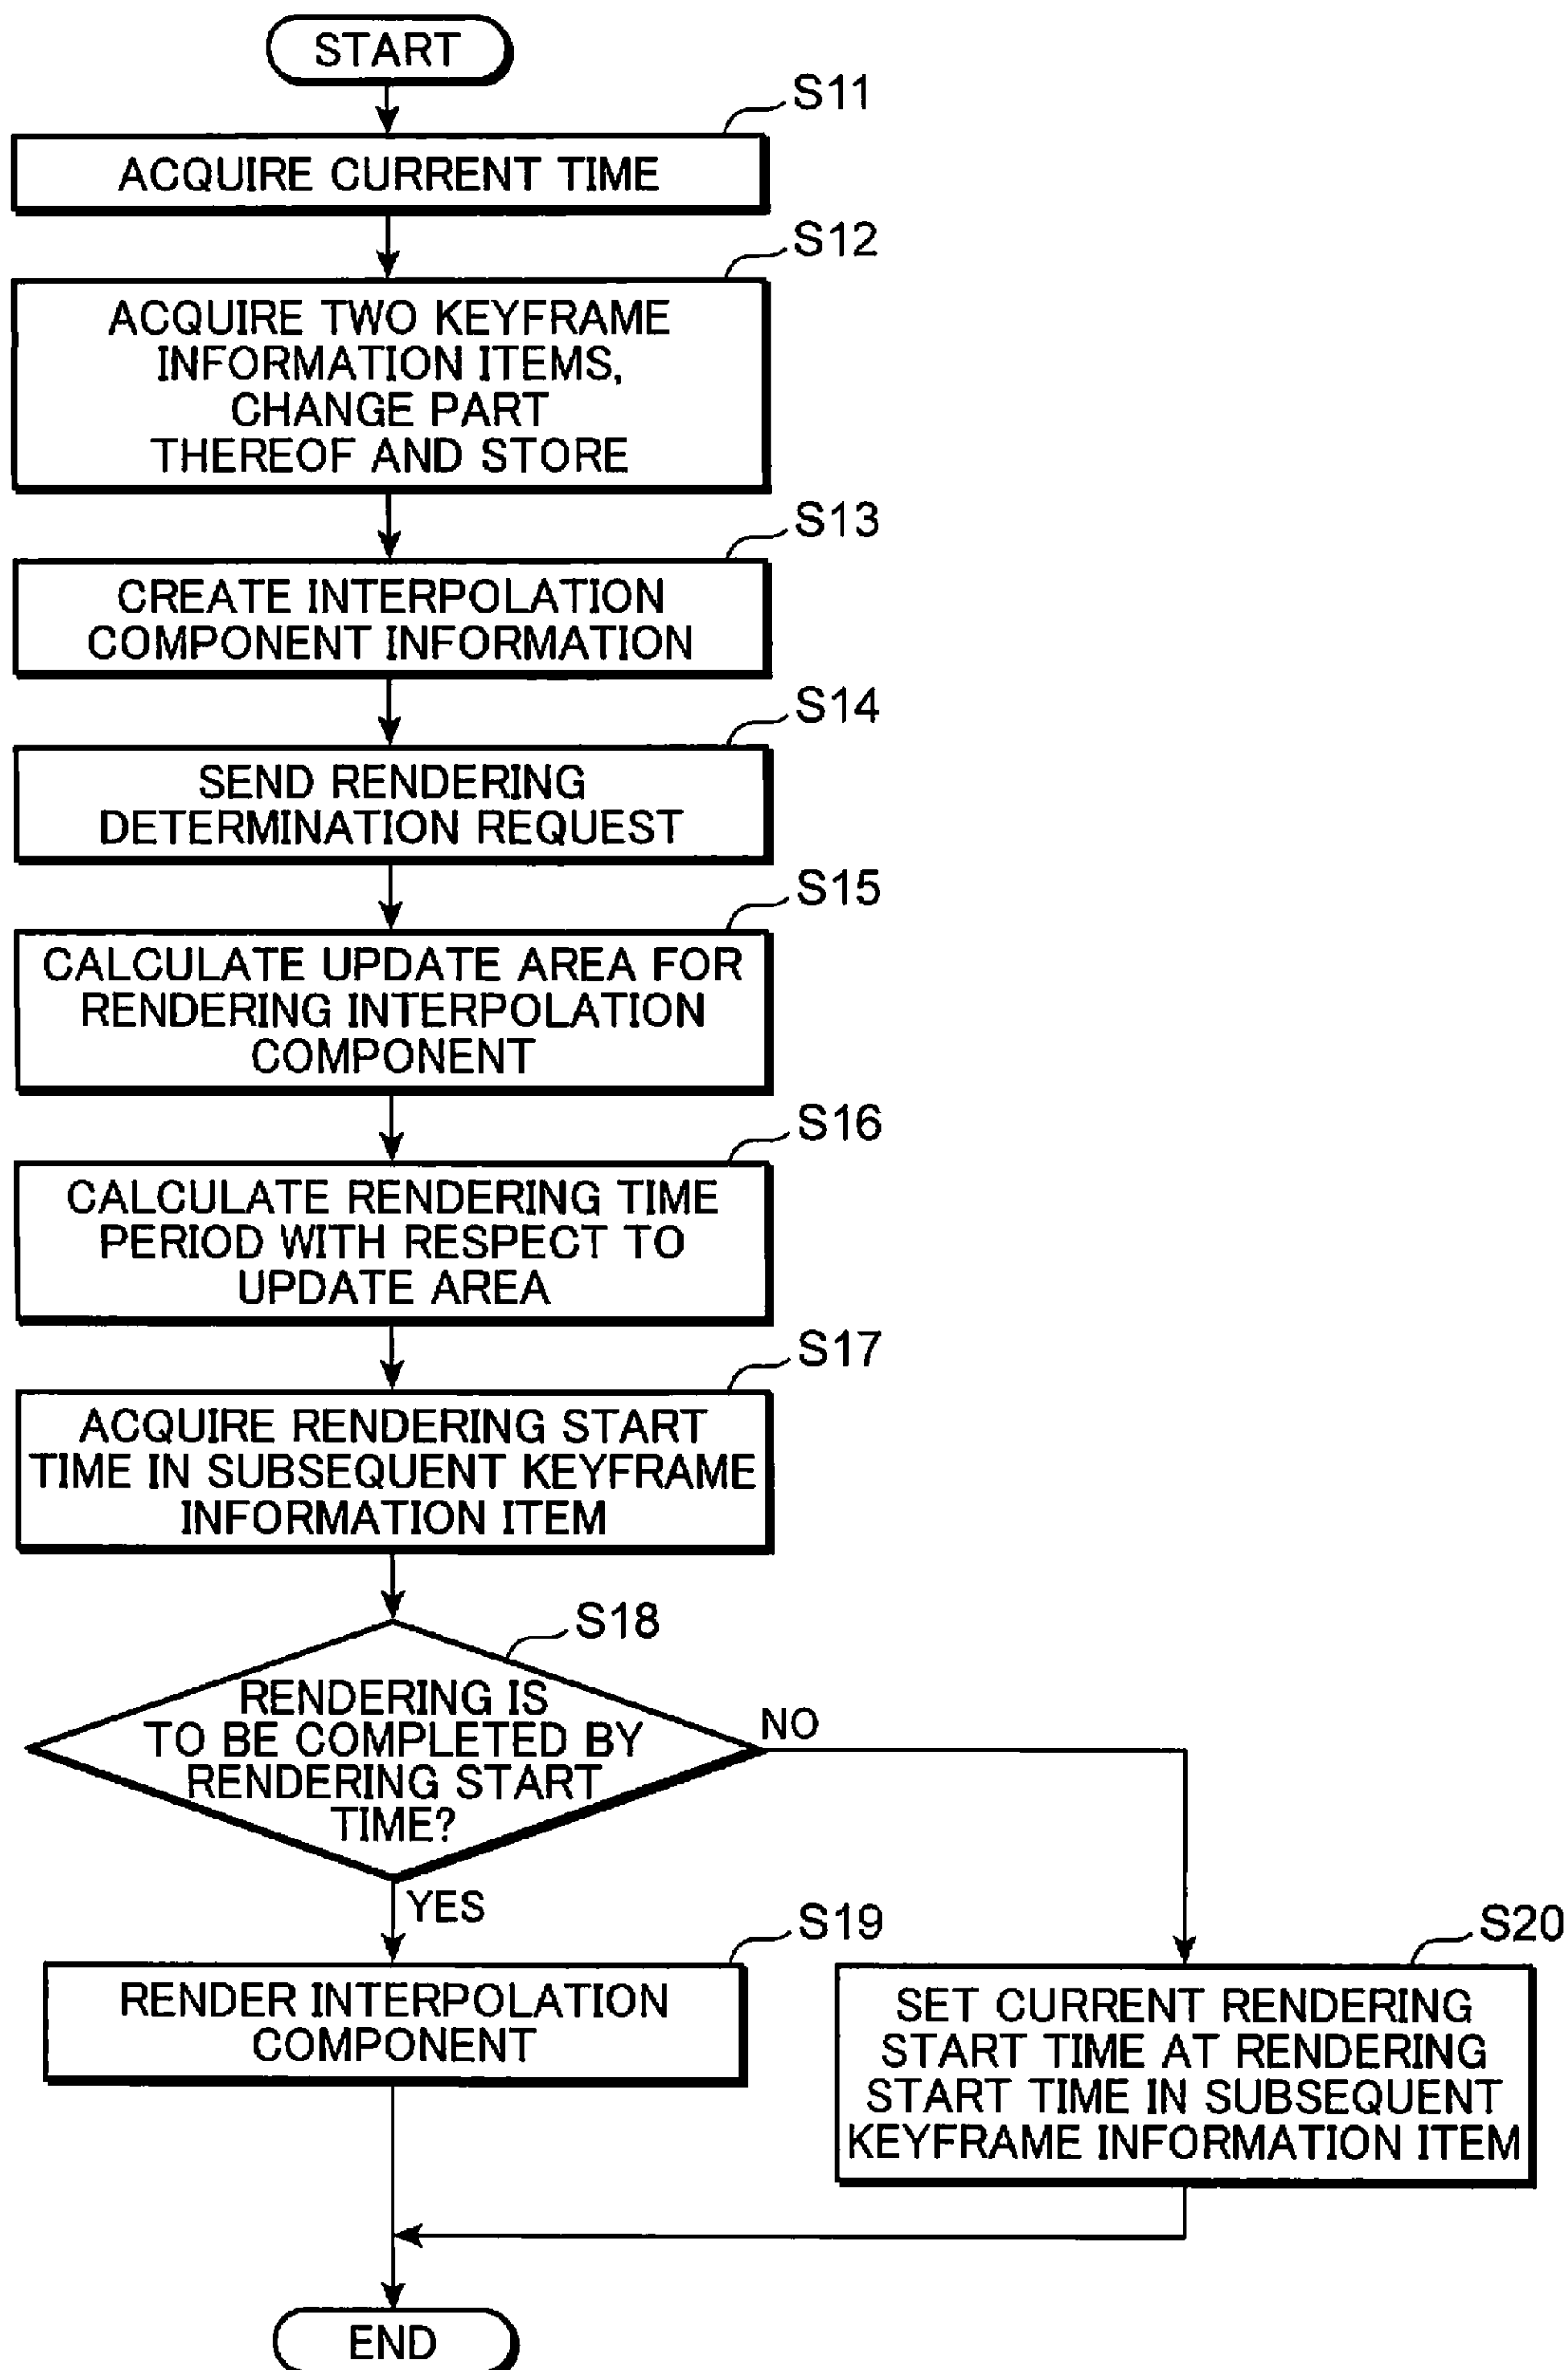 START
S11
ACQUIRE CURRENT TIME
S12
ACQUIRE TWO KEYFRAME
INFORMATION ITEMS,
CHANGE PART
THEREOF AND STORE
S13
CREATE INTERPOLATION
COMPONENT INFORMATION
S14
SEND RENDERING
DETERMINATION REQUEST
S15
CALCULATE UPDATE AREA FOR
RENDERING INTERPOLATION
COMPONENT
S16
CALCULATE RENDERING TIME
PERIOD WITH RESPECT TO
UPDATE AREA
S17
ACQUIRE RENDERING START
TIME IN SUBSEQUENT KEYFRAME
INFORMATION ITEM
S18
RENDERING IS
TO BE COMPLETED BY
RENDERING START
TIME?
NO
YES
S19
RENDER INTERPOLATION
COMPONENT
S20
SET CURRENT RENDERING
START TIME AT RENDERING
START TIME IN SUBSEQUENT
KEYFRAME INFORMATION ITEM
END